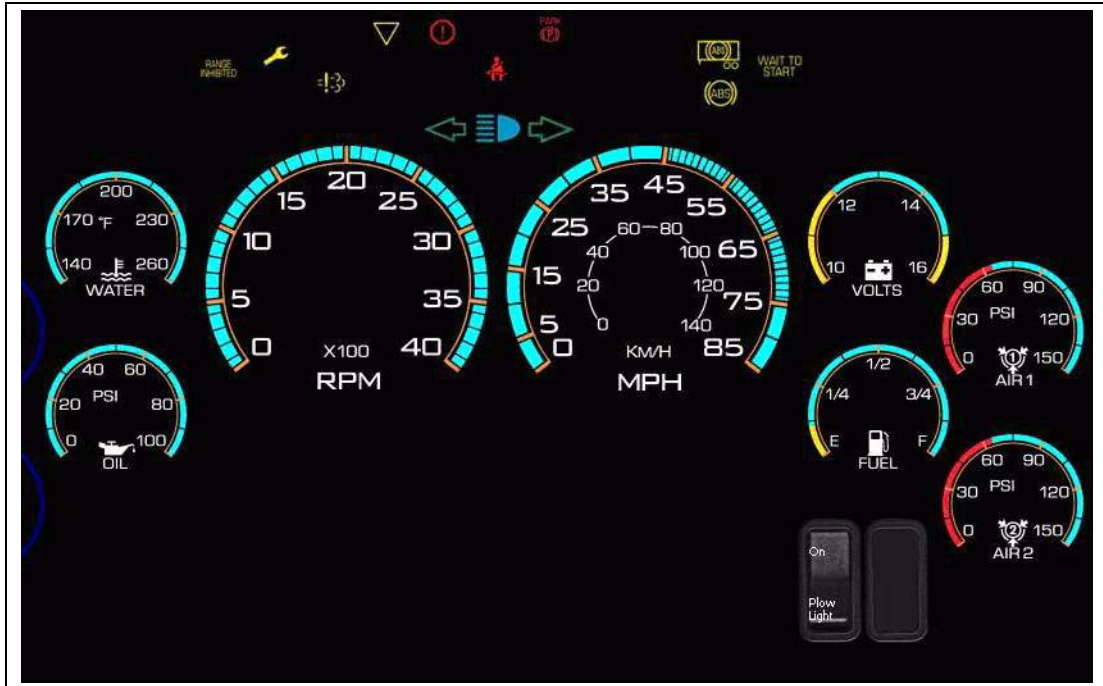 PARK
(P)
RANGE
INHIBITED
(ABS)
WAIT TO
START
(ABS)
200
170 °F 230
140 260
WATER
20
15 25
10 30
5 35
0 X100 40
RPM
45
35 55
25 65
15 75
5
0 85
60 80
40 100
20 120
0 140
KM/H
MPH
12 14
10 16
VOLTS
60 90
PSI
30 120
0 1 150
AIR 1
40 60
PSI
20 80
0 100
OIL
1/2
1/4 3/4
E F
FUEL
60 90
PSI
30 120
0 2 150
AIR 2
On
Plow
Light